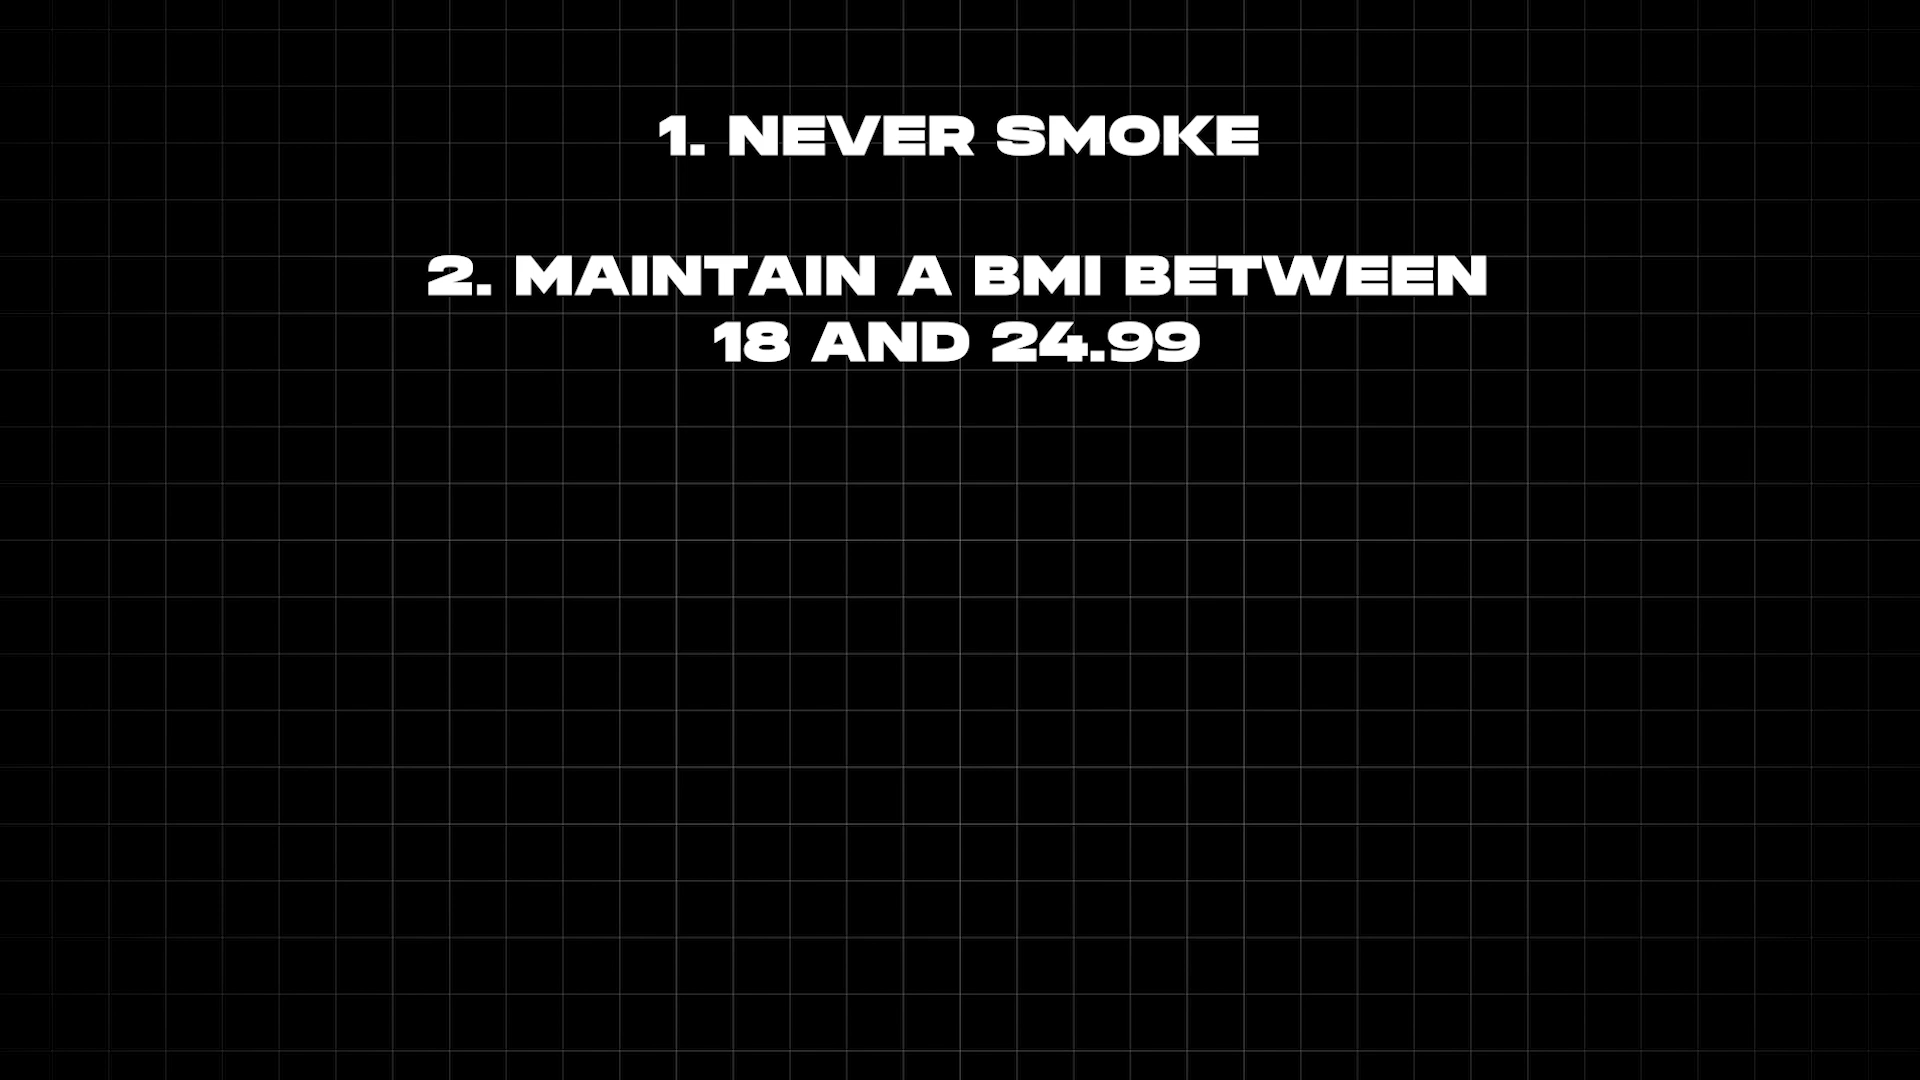 1. NEVER SMOKE
2. MAINTAIN A BMI BETWEEN
18 AND 24.99